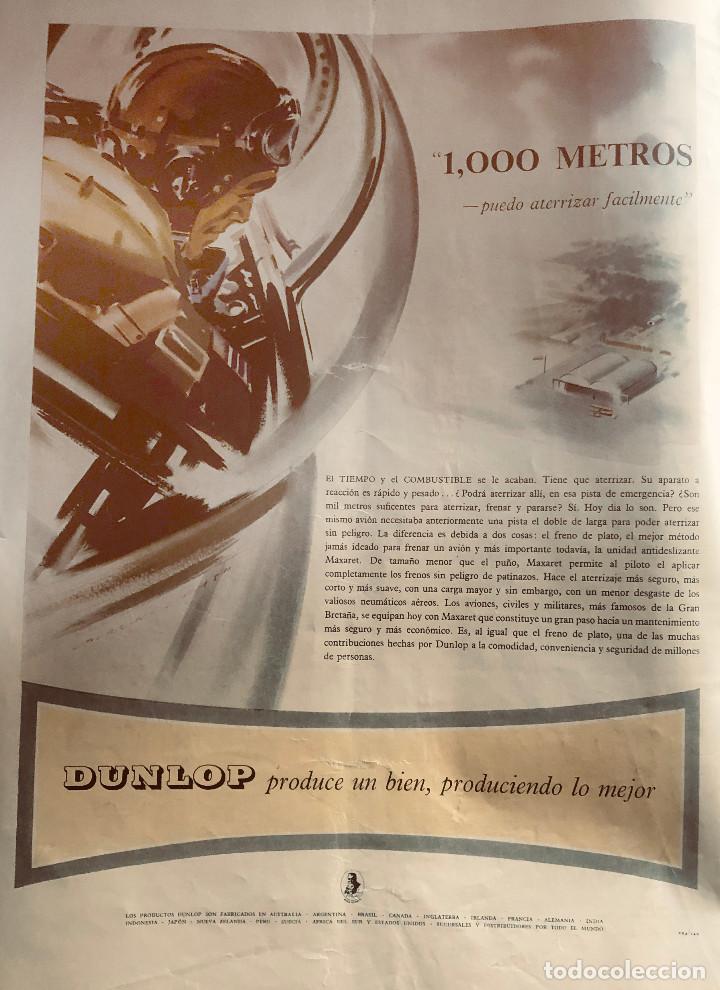 “1,000 METROS
—puedo aterrizar facilmente”
El TIEMPO y el COMBUSTIBLE se le acaban. Tiene que aterrizar. Su aparato a
reacción es rápido y pesado... ¿Podrá aterrizar allí, en esa pista de emergencia? ¿Son
mil metros suficentes para aterrizar, frenar y pararse? Sí. Hoy dia lo son. Pero ese
mismo avión necesitaba anteriormente una pista el doble de larga para poder aterrizar
sin peligro. La diferencia es debida a dos cosas: el freno de plato, el mejor método
jamás ideado para frenar un avión y más importante todavía, la unidad antideslizante
Maxaret. De tamaño menor que el puño, Maxaret permite al piloto el aplicar
completamente los frenos sin peligro de patinazos. Hace el aterrizaje más seguro, más
corto y más suave, con una carga mayor y sin embargo, con un menor desgaste de los
valiosos neumáticos aéreos. Los aviones, civiles y militares, más famosos de la Gran
Bretaña, se equipan hoy con Maxaret que constituye un gran paso hacia un mantenimiento
más seguro y más económico. Es, al igual que el freno de plato, una de las muchas
contribuciones hechas por Dunlop a la comodidad, conveniencia y seguridad de millones
de personas.
DUNLOP produce un bien, produciendo lo mejor
LOS PRODUCTOS DUNLOP SON FABRICADOS EN AUSTRALIA · ARGENTINA · BRASIL · CANADA · INGLATERRA · IRLANDA · FRANCIA · ALEMANIA · INDIA
INDONESIA · JAPÓN · NUEVA ZELANDIA · PERU · SUECIA · AFRICA DEL SUR Y ESTADOS UNIDOS · SUCURSALES Y DISTRIBUIDORES POR TODO EL MUNDO
todocoleccion